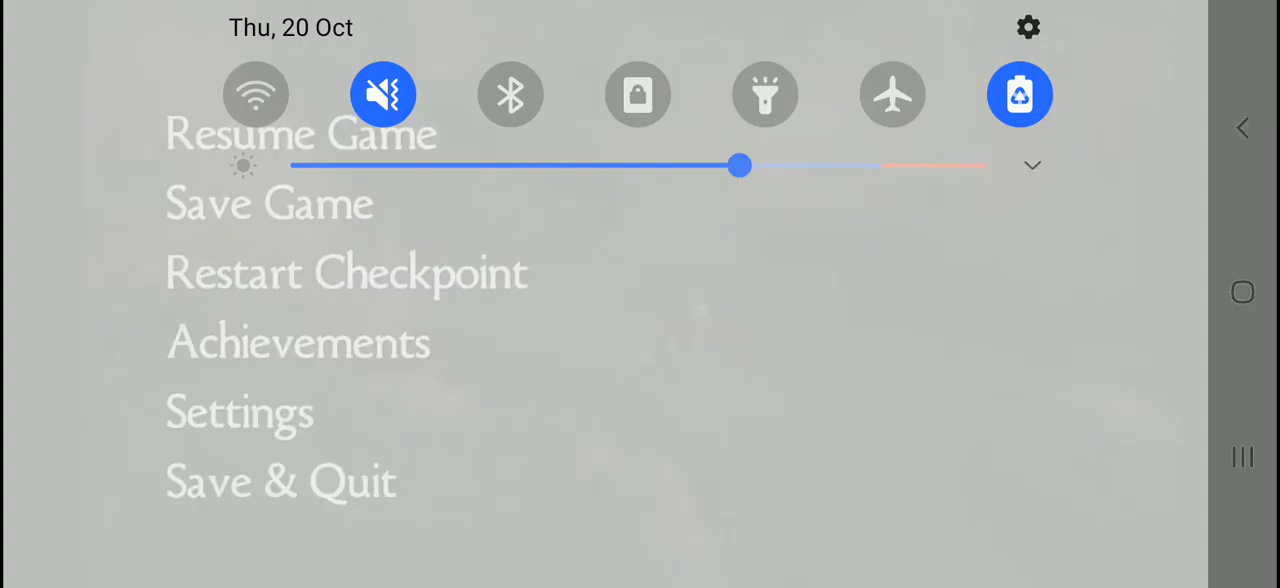 Thu, 20 Oct
Resume Game
Save Game
Restart Checkpoint
Achievements
Settings
Save & Quit